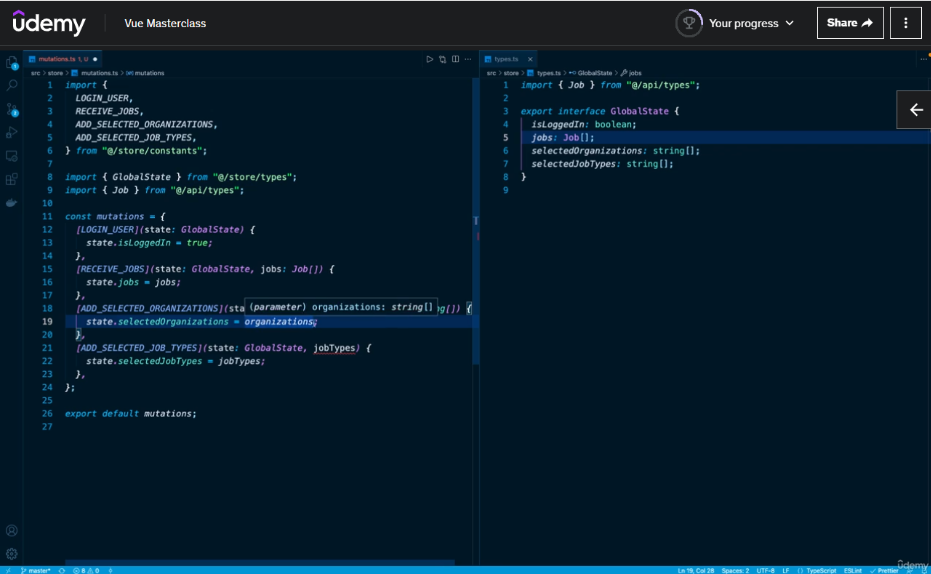 ûdemy
Vue Masterclass
Your progress
Share
mutations.ts 1, U
types.ts
src > store > mutations.ts > mutations
src > store > types.ts > GlobalState > jobs
1 import {
2 LOGIN_USER,
3 RECEIVE_JOBS,
4 ADD_SELECTED_ORGANIZATIONS,
5 ADD_SELECTED_JOB_TYPES,
6 } from "@/store/constants";
7
8 import { GlobalState } from "@/store/types";
9 import { Job } from "@/api/types";
10
11 const mutations = {
12 [LOGIN_USER](state: GlobalState) {
13 state.isLoggedIn = true;
14 },
15 [RECEIVE_JOBS](state: GlobalState, jobs: Job[]) {
16 state.jobs = jobs;
17 },
(parameter) organizations: string[]
18 [ADD_SELECTED_ORGANIZATIONS](sta ng[]) {
19 state.selectedOrganizations = organizations;
20 },
21 [ADD_SELECTED_JOB_TYPES](state: GlobalState, jobTypes) {
22 state.selectedJobTypes = jobTypes;
23 },
24 };
25
26 export default mutations;
27
1 import { Job } from "@/api/types";
2
3 export interface GlobalState {
4 isLoggedIn: boolean;
5 jobs: Job[];
6 selectedOrganizations: string[];
7 selectedJobTypes: string[];
8 }
9
master* 8 0 Ln 19, Col 28 Spaces: 2 UTF-8 LF {} TypeScript ESLint Prettier
ûdemy